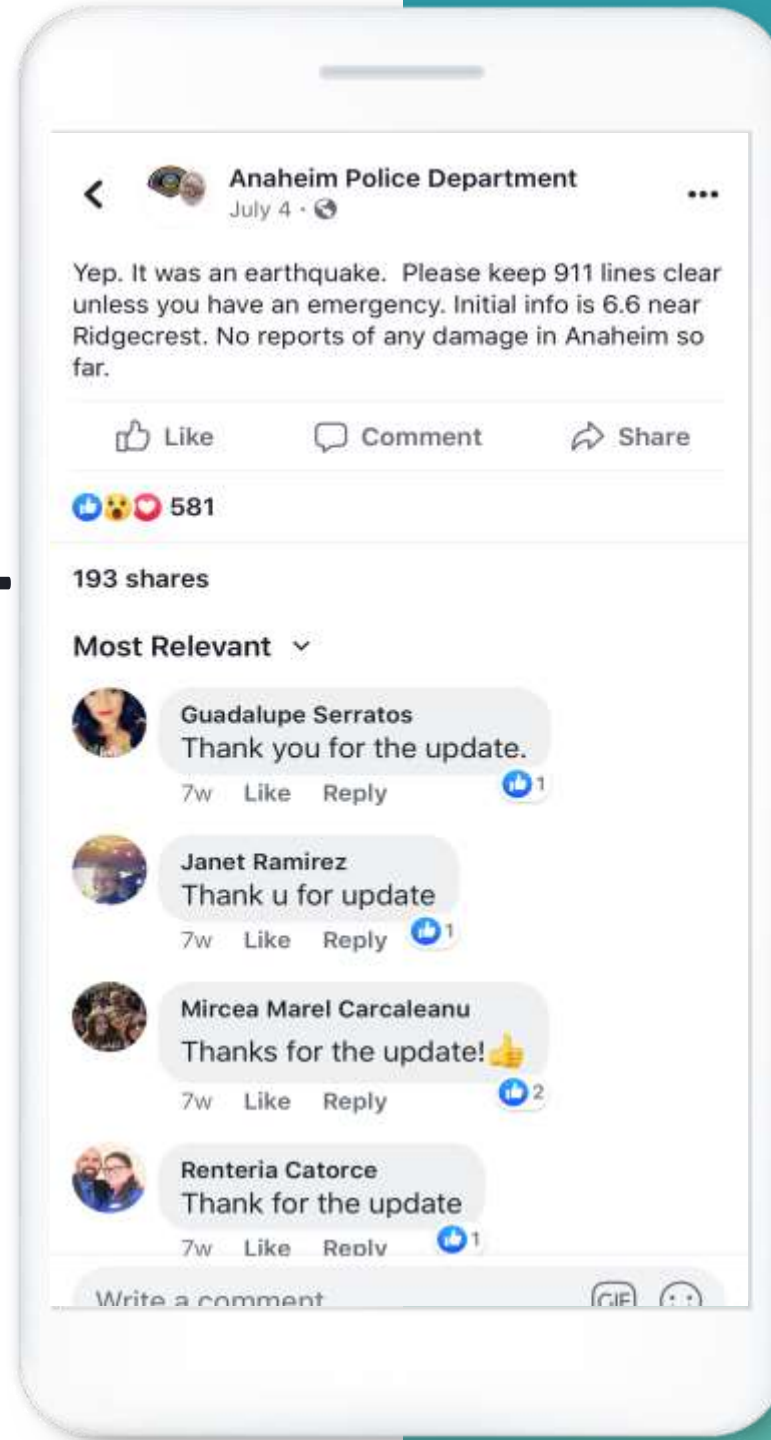 Anaheim Police Department
July 4 ·
Yep. It was an earthquake. Please keep 911 lines clear
unless you have an emergency. Initial info is 6.6 near
Ridgecrest. No reports of any damage in Anaheim so
far.
Like Comment Share
581
193 shares
Most Relevant
Guadalupe Serratos
Thank you for the update.
7w Like Reply 1
Janet Ramirez
Thank u for update
7w Like Reply 1
Mircea Marel Carcaleanu
Thanks for the update!👍
7w Like Reply 2
Renteria Catorce
Thank for the update
7w Like Reply 1
Write a comment
GIF